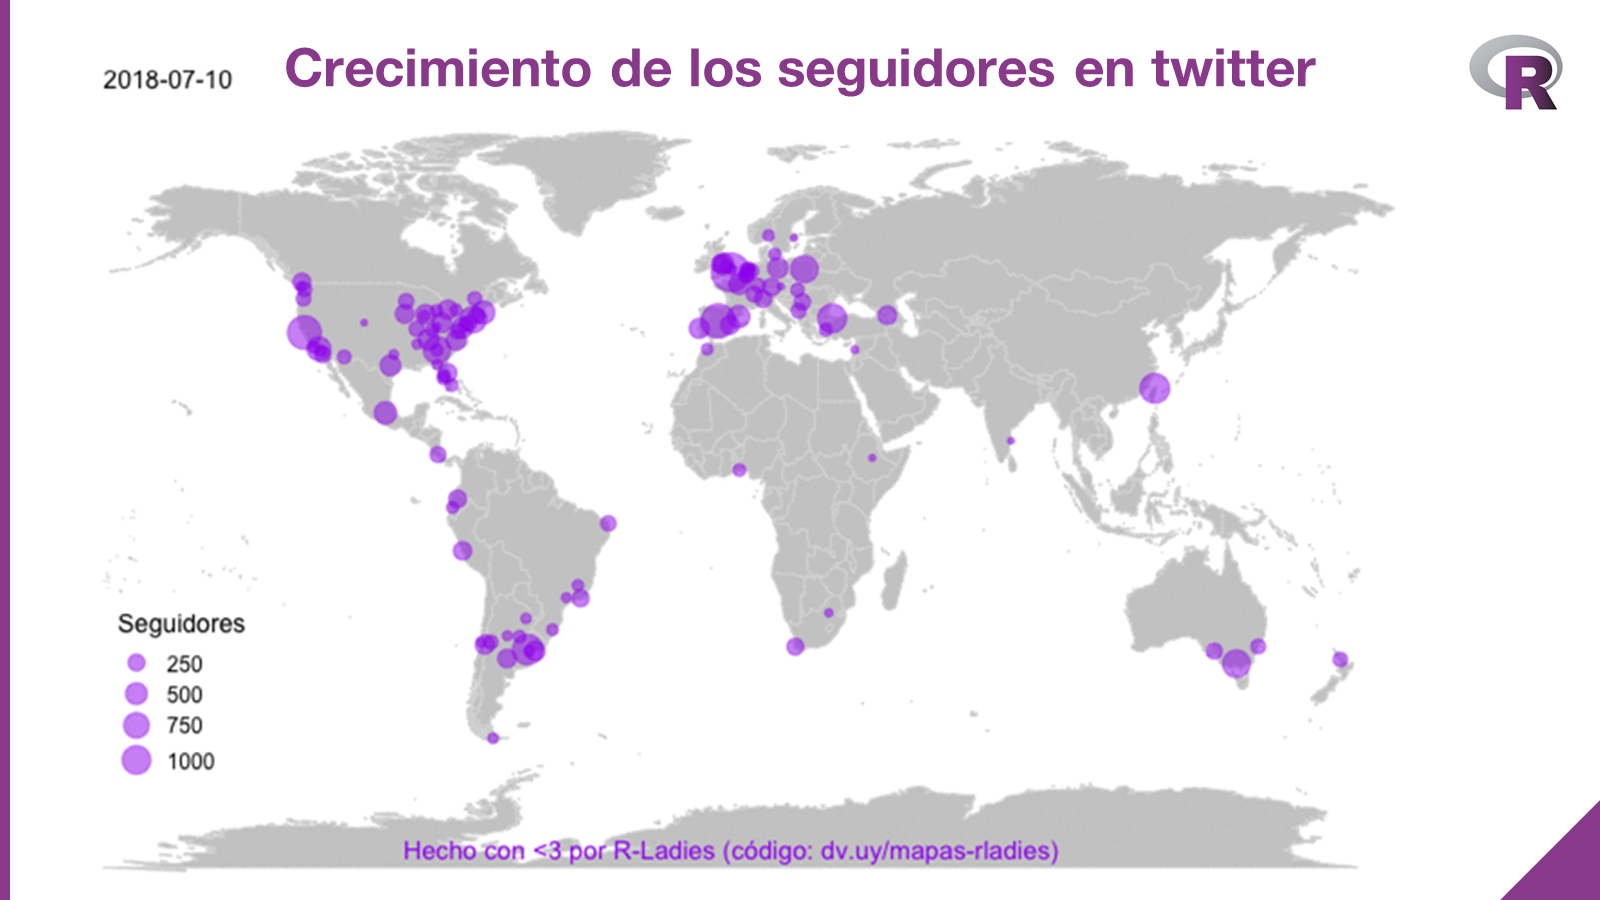 2018-07-10
Crecimiento de los seguidores en twitter
R
Seguidores
250
500
750
1000
Hecho con <3 por R-Ladies (código: dv.uy/mapas-rladies)